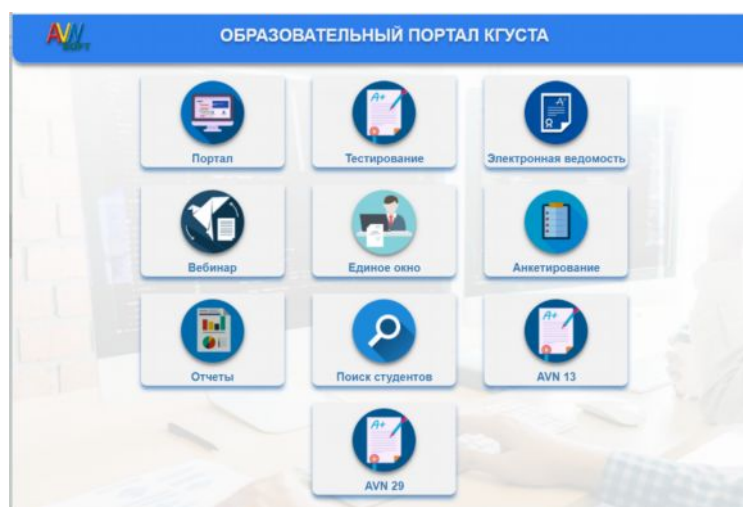 AVN
SOFT
ОБРАЗОВАТЕЛЬНЫЙ ПОРТАЛ КГУСТА
Портал
A+
Тестирование
Электронная ведомость
Вебинар
Единое окно
Анкетирование
Отчеты
Поиск студентов
A+
AVN 13
A+
AVN 29